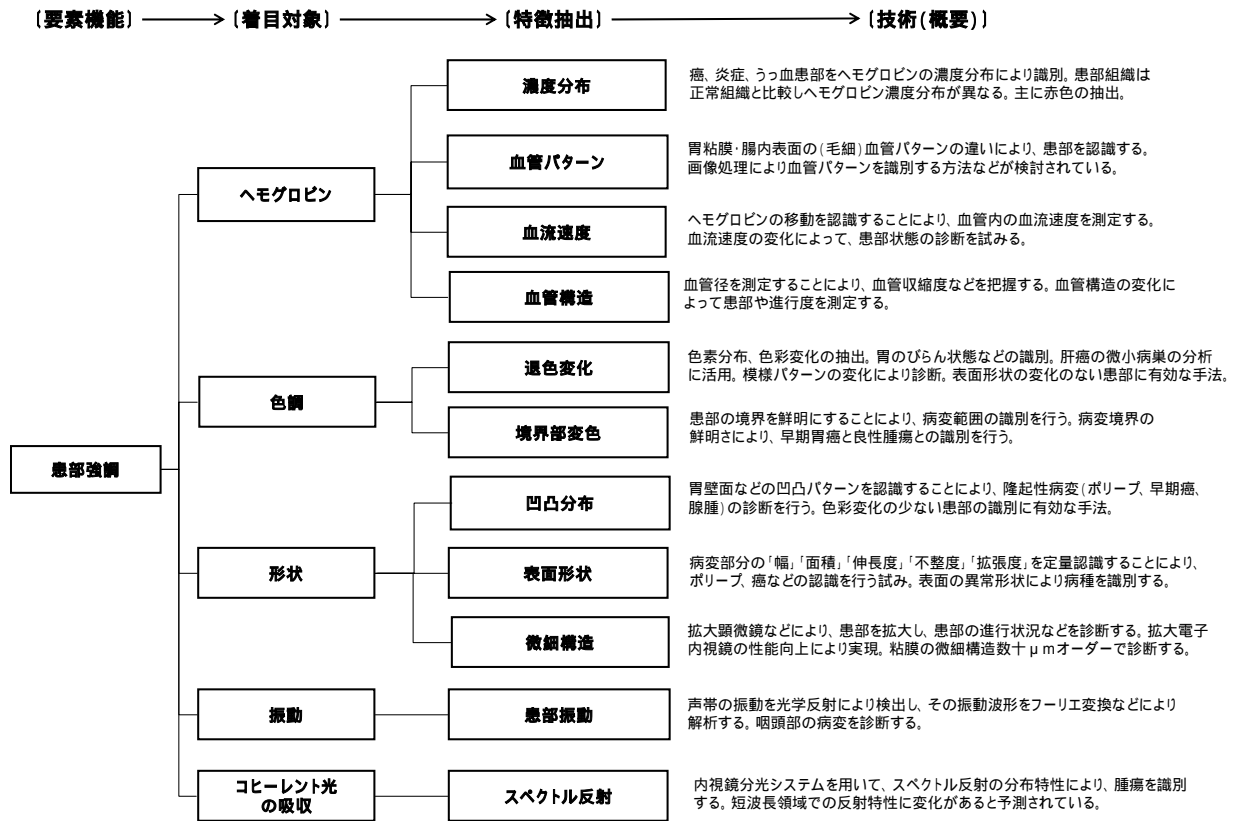 〔要素機能〕 〔着目対象〕 〔特徴抽出〕 〔技術(概要)〕
濃度分布
癌、炎症、うっ血患部をヘモグロビンの濃度分布により識別。患部組織は
正常組織と比較しヘモグロビン濃度分布が異なる。主に赤色の抽出。
血管パターン
胃粘膜・腸内表面の(毛細)血管パターンの違いにより、患部を認識する。
画像処理により血管パターンを識別する方法などが検討されている。
ヘモグロビン
血流速度
ヘモグロビンの移動を認識することにより、血管内の血流速度を測定する。
血流速度の変化によって、患部状態の診断を試みる。
血管構造
血管径を測定することにより、血管収縮度などを把握する。血管構造の変化に
よって患部や進行度を測定する。
退色変化
色素分布、色彩変化の抽出。胃のびらん状態などの識別。肝癌の微小病巣の分析
に活用。模様パターンの変化により診断。表面形状の変化のない患部に有効な手法。
色調
境界部変色
患部の境界を鮮明にすることにより、病変範囲の識別を行う。病変境界の
鮮明さにより、早期胃癌と良性腫瘍との識別を行う。
患部強調
凹凸分布
胃壁面などの凹凸パターンを認識することにより、隆起性病変(ポリープ、早期癌、
腺腫)の診断を行う。色彩変化の少ない患部の識別に有効な手法。
形状
表面形状
病変部分の「幅」「面積」「伸長度」「不整度」「拡張度」を定量認識することにより、
ポリープ、癌などの認識を行う試み。表面の異常形状により病種を識別する。
微細構造
拡大顕微鏡などにより、患部を拡大し、患部の進行状況などを診断する。拡大電子
内視鏡の性能向上により実現。粘膜の微細構造数十μmオーダーで診断する。
振動
患部振動
声帯の振動を光学反射により検出し、その振動波形をフーリエ変換などにより
解析する。咽頭部の病変を診断する。
コヒーレント光
の吸収
スペクトル反射
内視鏡分光システムを用いて、スペクトル反射の分布特性により、腫瘍を識別
する。短波長領域での反射特性に変化があると予測されている。